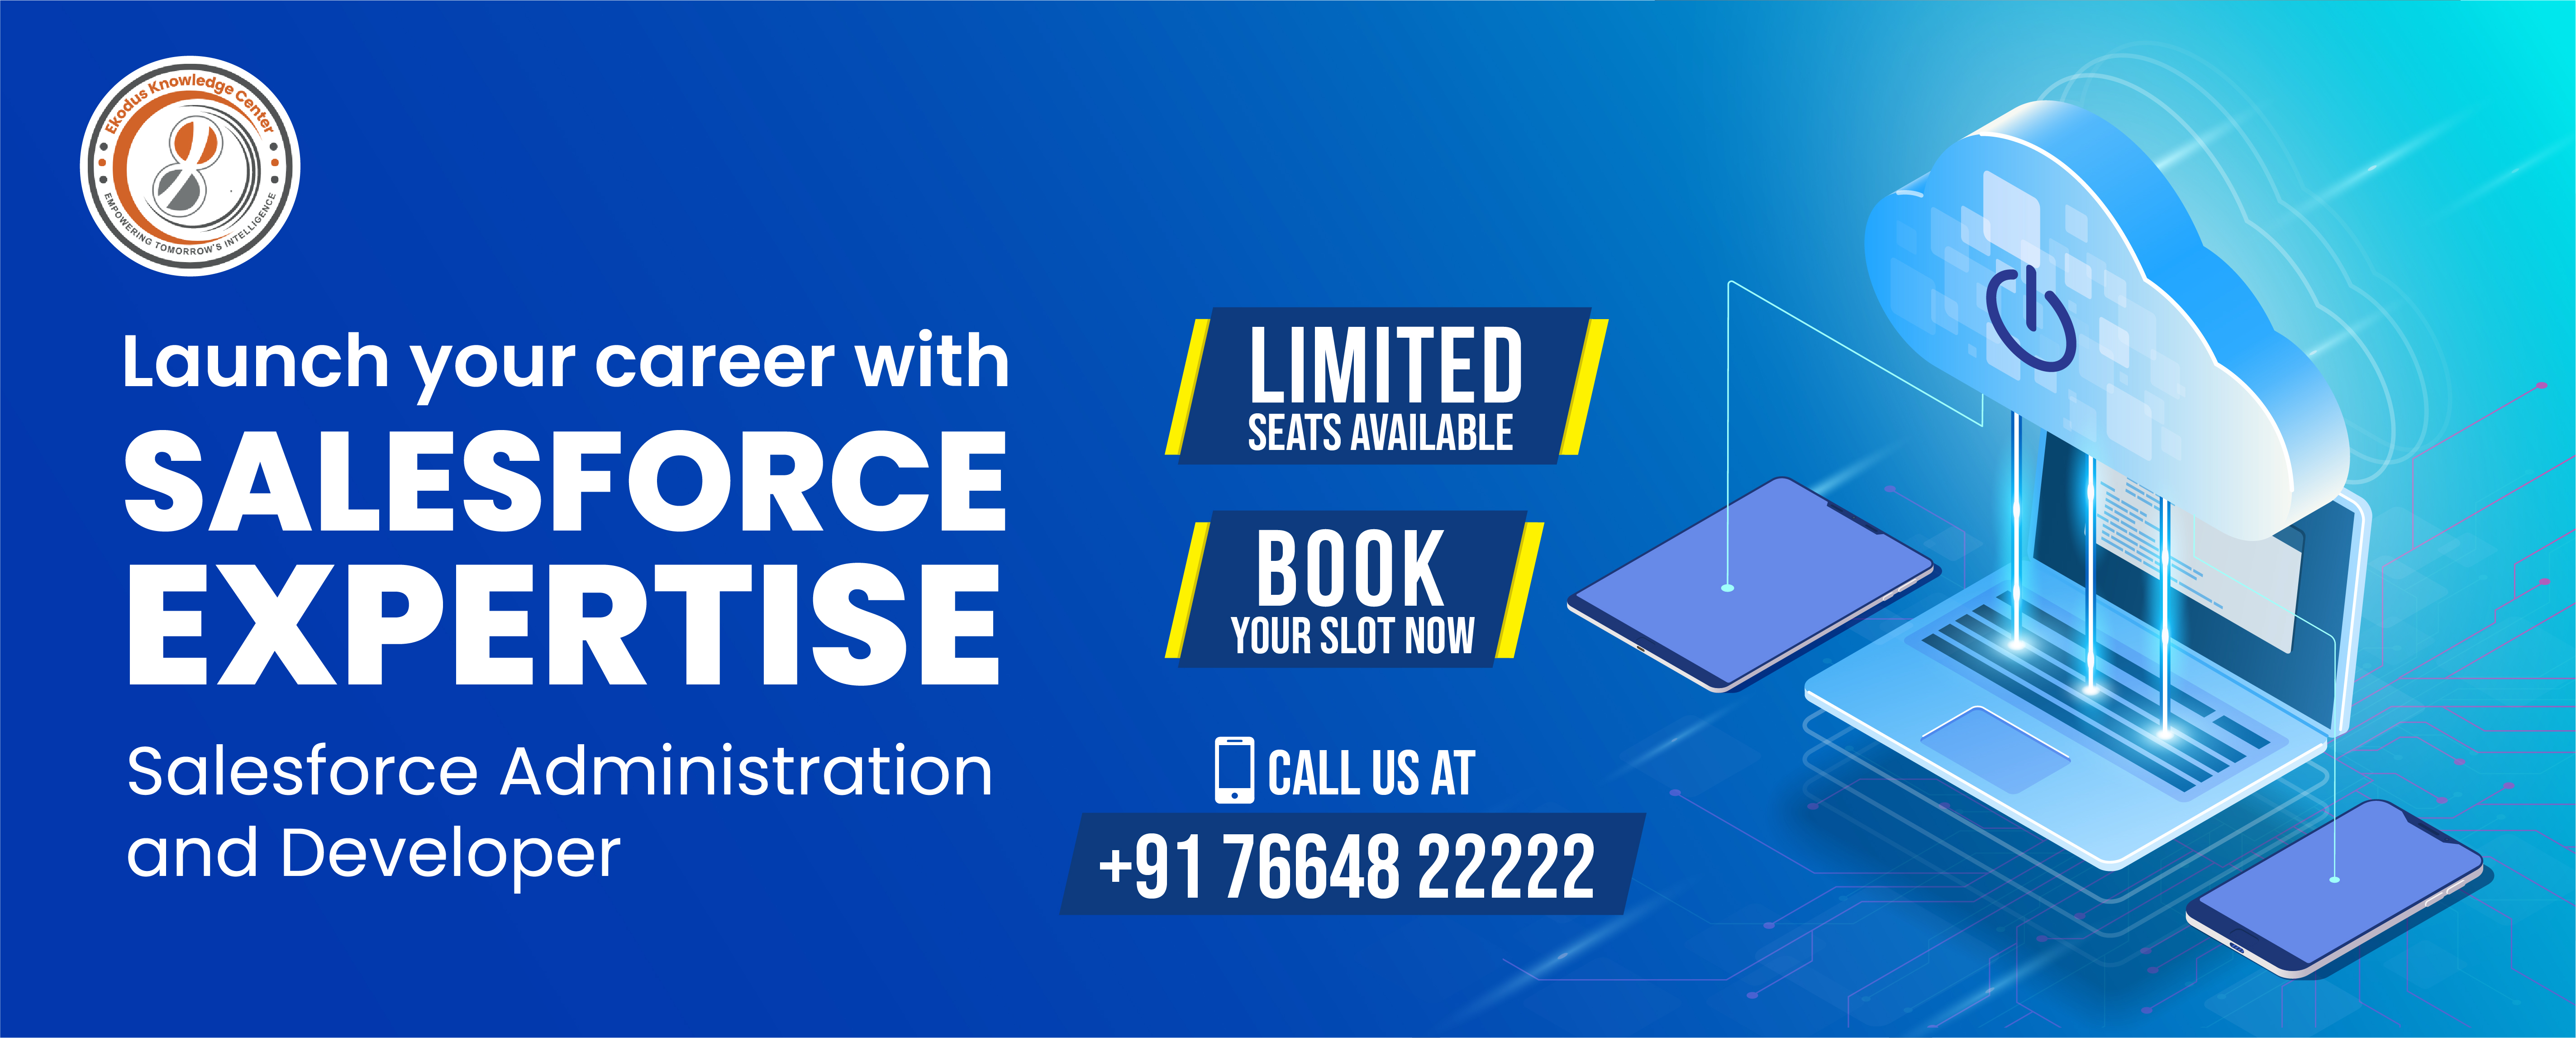 Ekodus Knowledge Center
EMPOWERING TOMORROW'S INTELLIGENCE
Launch your career with
SALESFORCE
EXPERTISE
Salesforce Administration
and Developer
LIMITED
SEATS AVAILABLE
BOOK
YOUR SLOT NOW
CALL US AT
+91 76648 22222